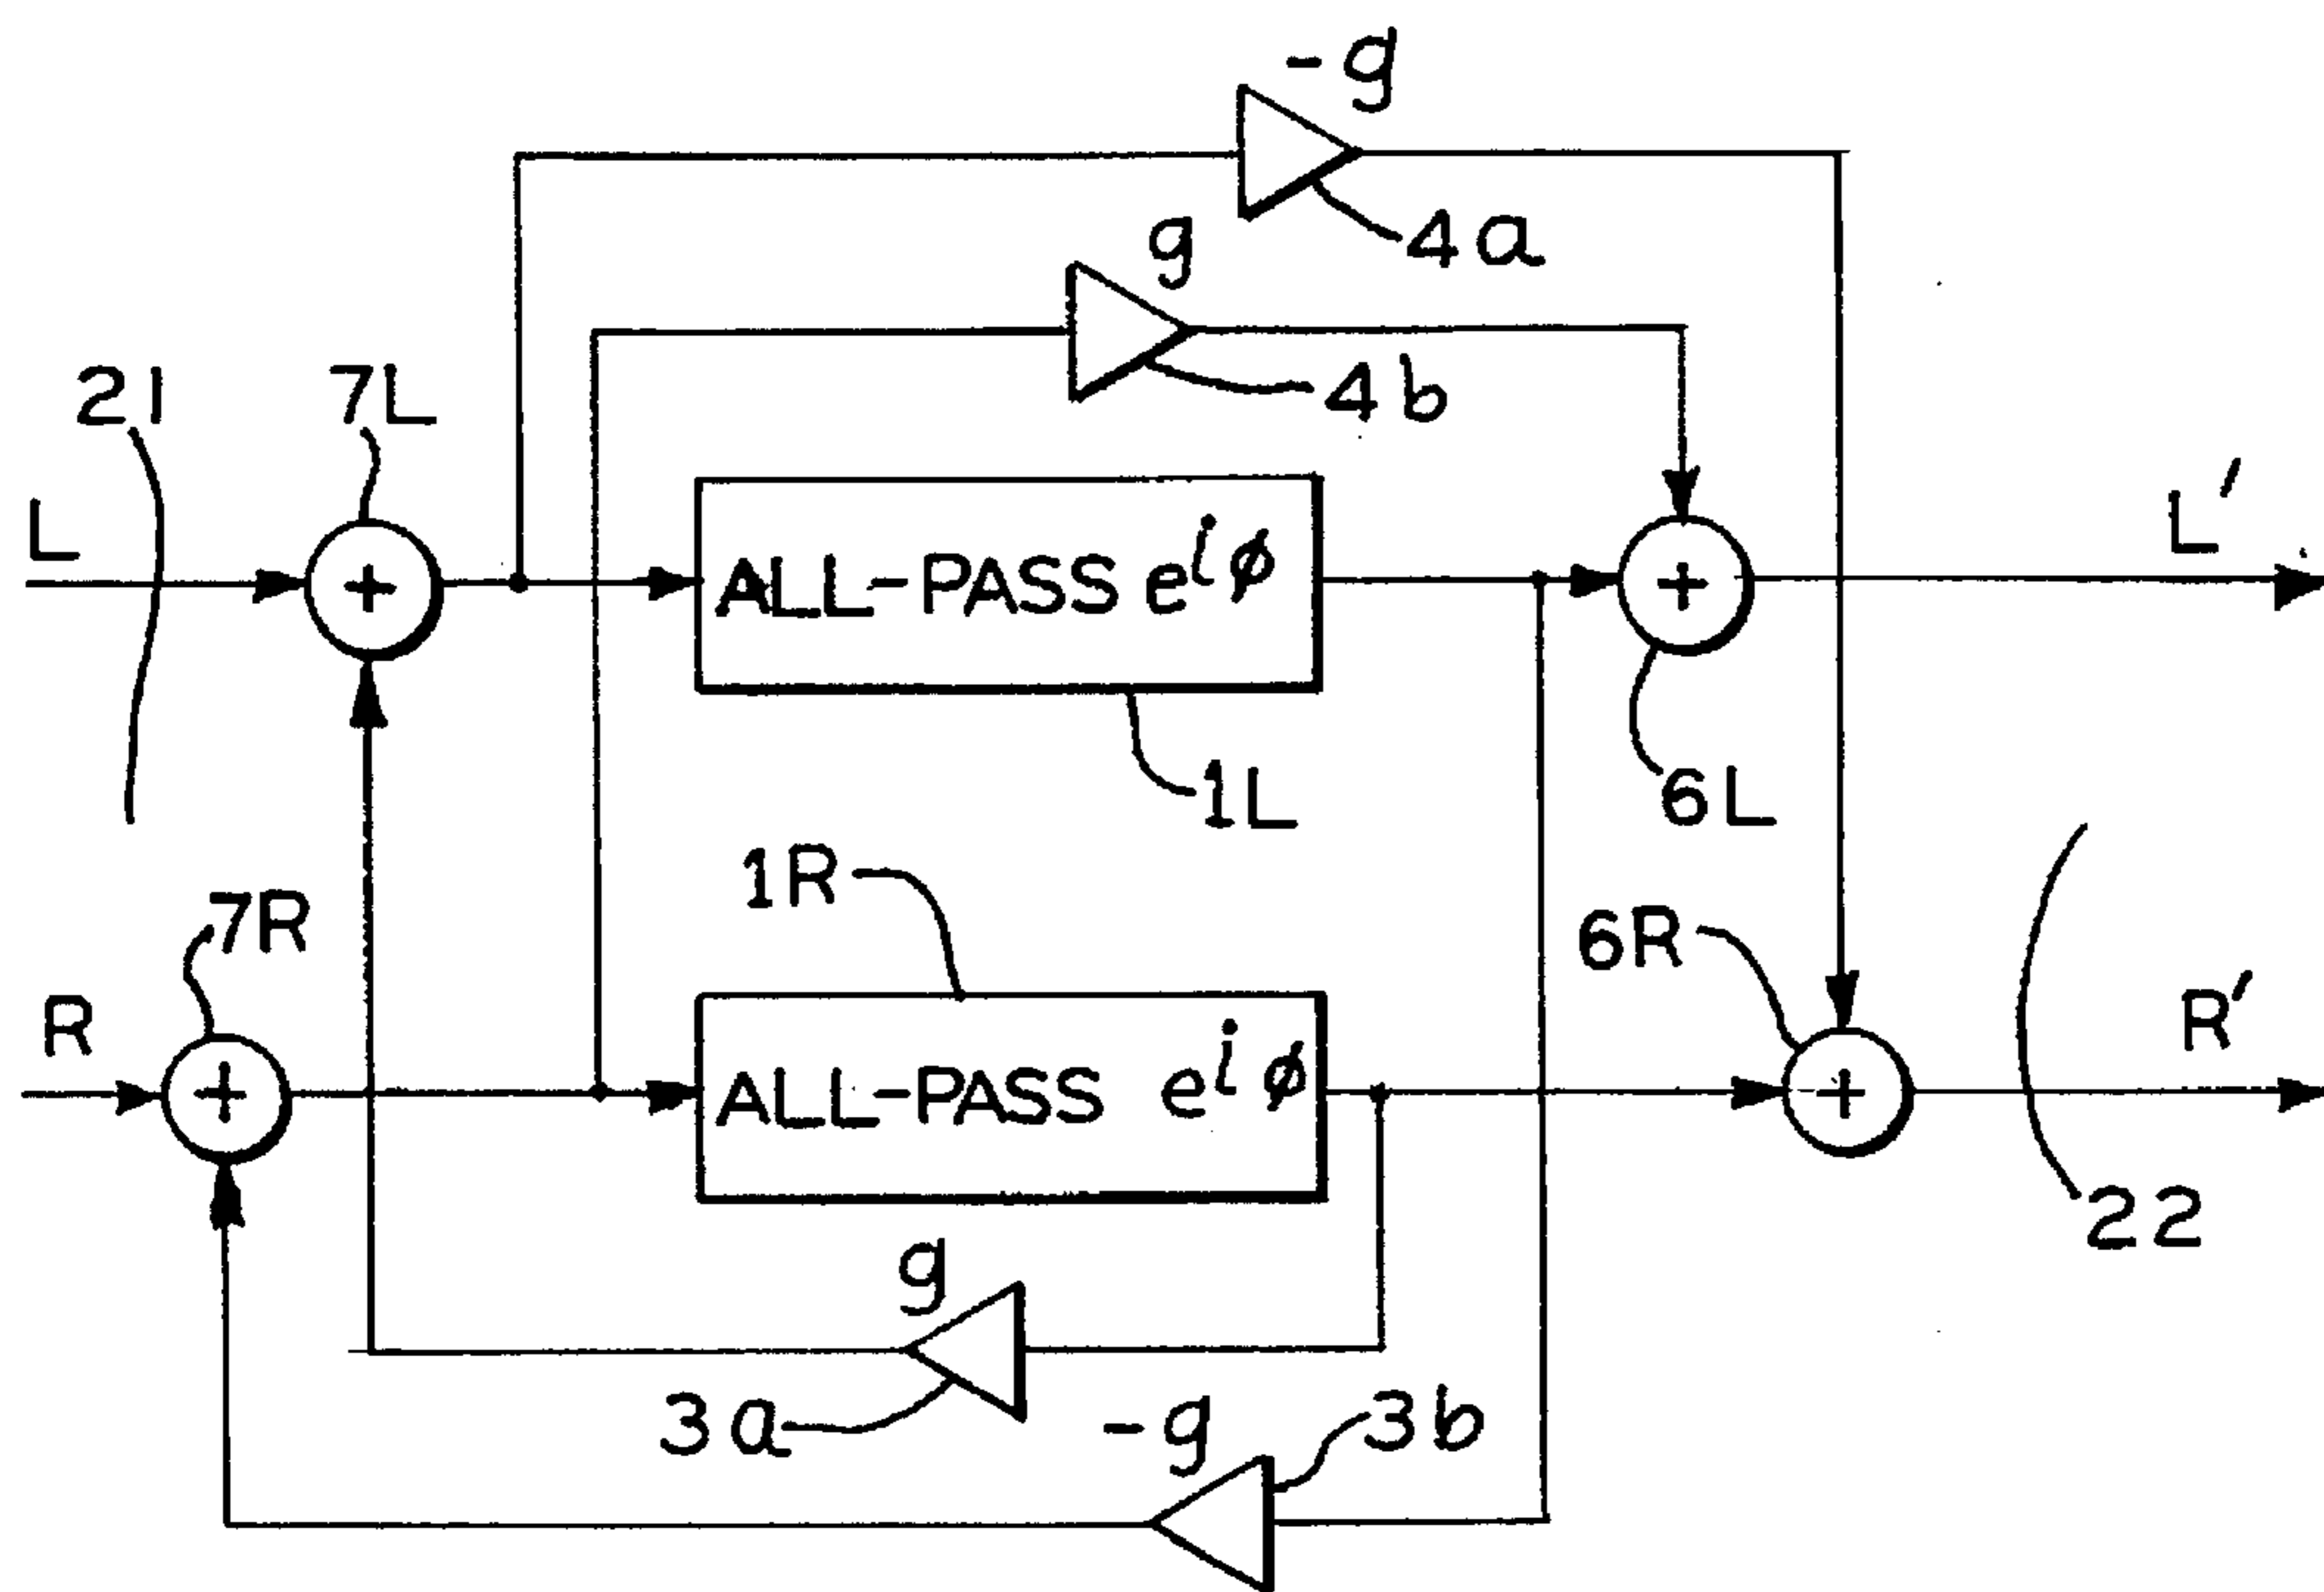 -g
4a
g
4b
21
7L
L
ALL-PASS e^{iϕ}
L'
1L
6L
1R
7R
6R
R
ALL-PASS e^{iϕ}
R'
22
g
3a
-g
3b